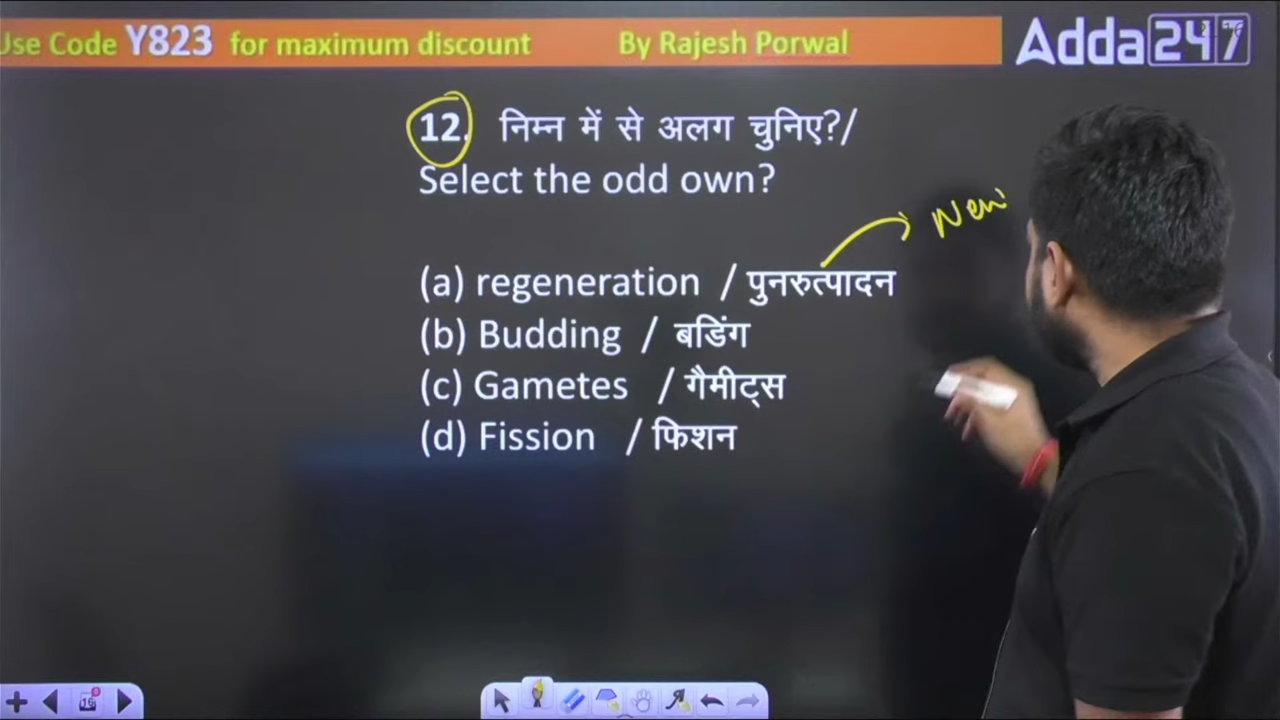 Use Code Y823 for maximum discount By Rajesh Porwal
Adda247
12. निम्न में से अलग चुनिए?/
Select the odd own?
(a) regeneration / पुनरुत्पादन
(b) Budding / बडिंग
(c) Gametes / गैमीट्स
(d) Fission / फिशन
16